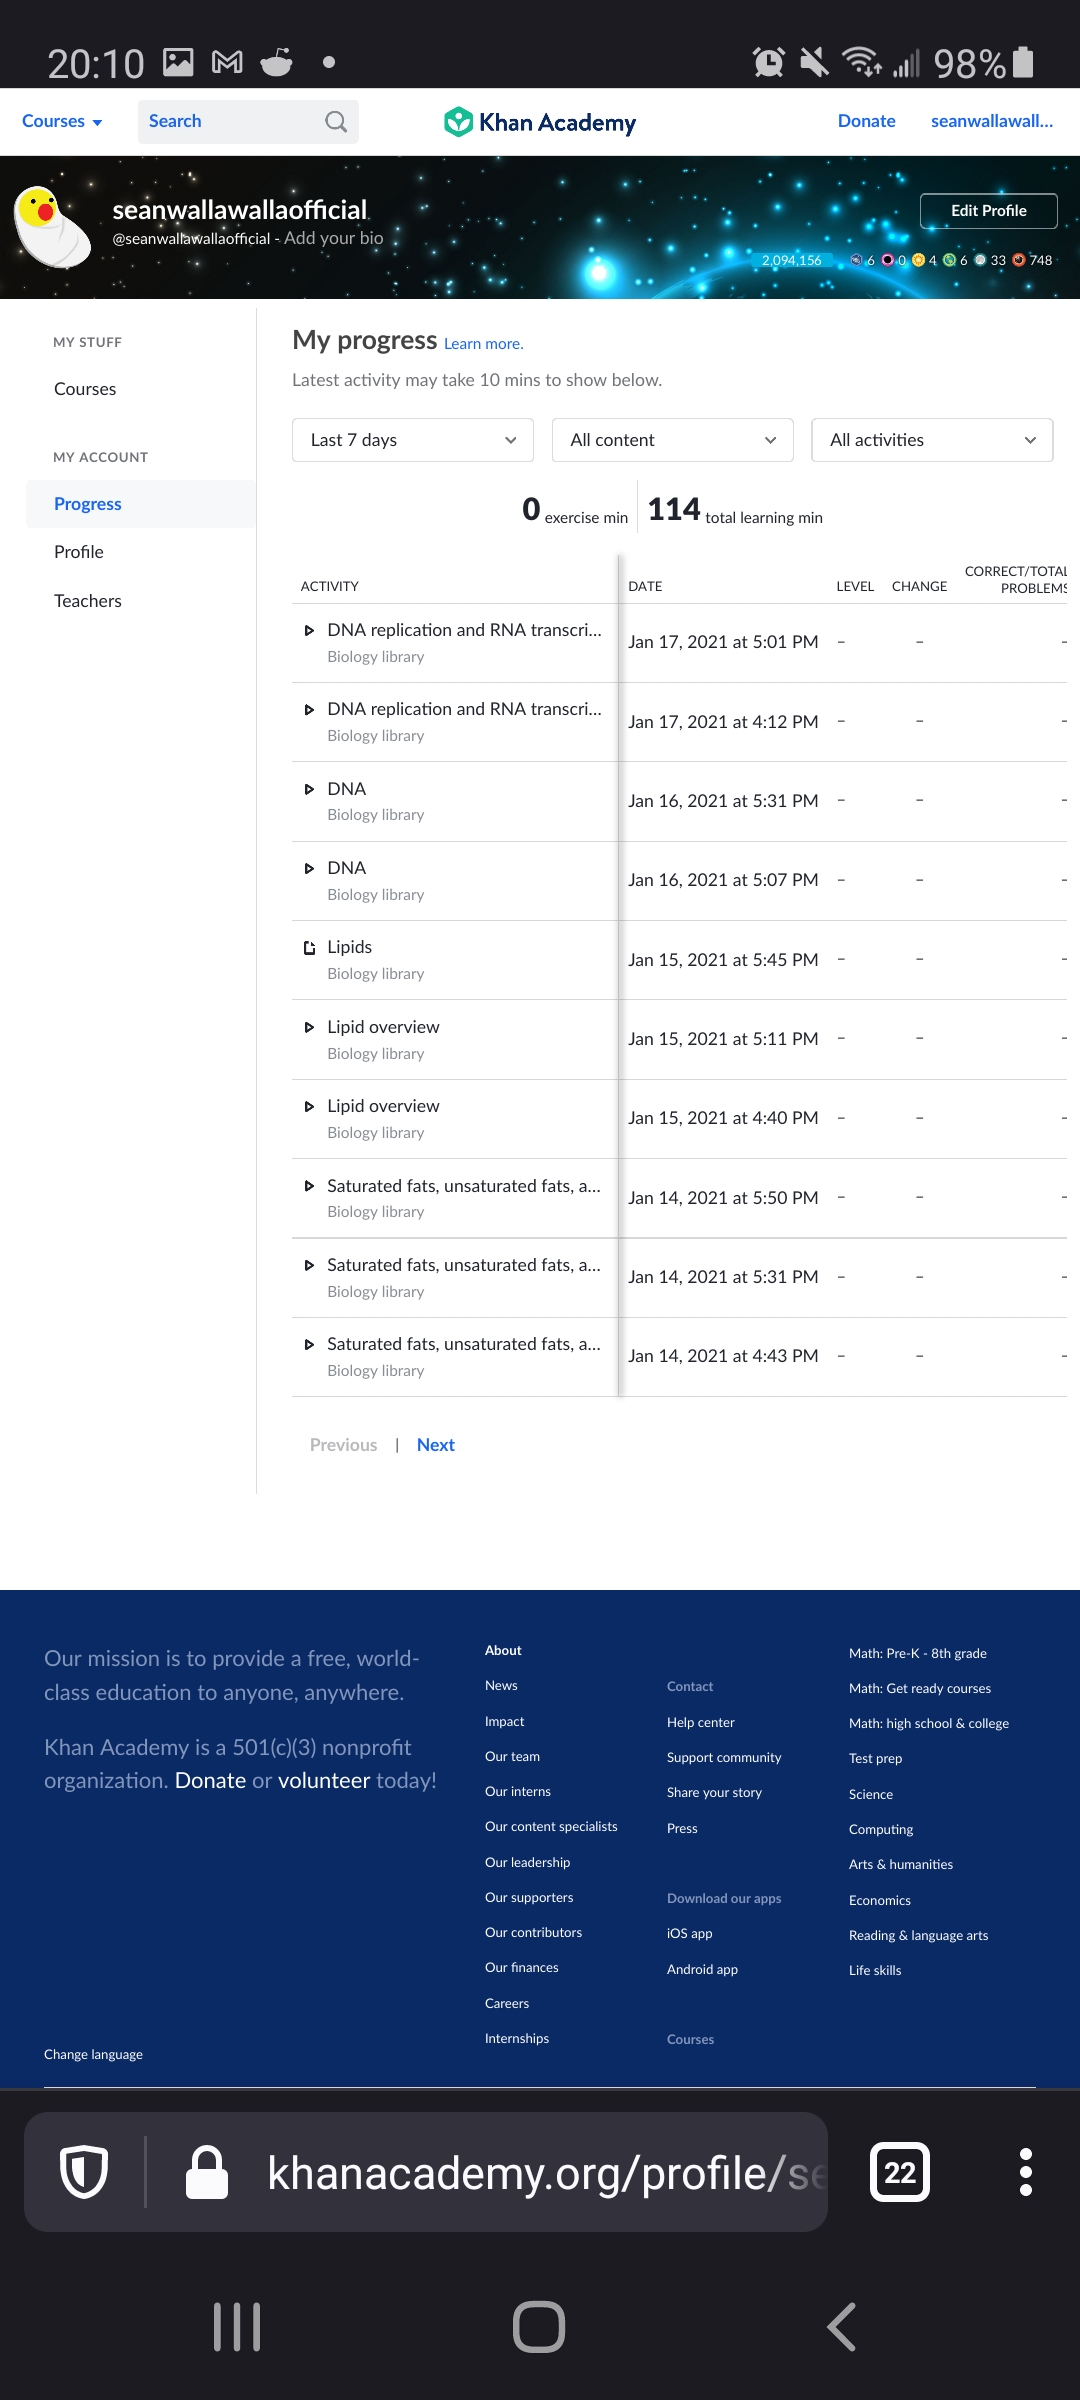 20:10 98%
Courses Search Khan Academy Donate seanwallawall...
seanwallawallaofficial
Edit Profile
@seanwallawallaofficial - Add your bio
2,094,156 6 0 4 6 33 748
MY STUFF
Courses
MY ACCOUNT
Progress
Profile
Teachers
My progress Learn more.
Latest activity may take 10 mins to show below.
Last 7 days All content All activities
0 exercise min 114 total learning min
ACTIVITY DATE LEVEL CHANGE CORRECT/TOTAL PROBLEMS
DNA replication and RNA transcri... Jan 17, 2021 at 5:01 PM – – –
Biology library
DNA replication and RNA transcri... Jan 17, 2021 at 4:12 PM – – –
Biology library
DNA Jan 16, 2021 at 5:31 PM – – –
Biology library
DNA Jan 16, 2021 at 5:07 PM – – –
Biology library
Lipids Jan 15, 2021 at 5:45 PM – – –
Biology library
Lipid overview Jan 15, 2021 at 5:11 PM – – –
Biology library
Lipid overview Jan 15, 2021 at 4:40 PM – – –
Biology library
Saturated fats, unsaturated fats, a... Jan 14, 2021 at 5:50 PM – – –
Biology library
Saturated fats, unsaturated fats, a... Jan 14, 2021 at 5:31 PM – – –
Biology library
Saturated fats, unsaturated fats, a... Jan 14, 2021 at 4:43 PM – – –
Biology library
Previous | Next
Our mission is to provide a free, world-
class education to anyone, anywhere.
Khan Academy is a 501(c)(3) nonprofit
organization. Donate or volunteer today!
Change language
About
News
Impact
Our team
Our interns
Our content specialists
Our leadership
Our supporters
Our contributors
Our finances
Careers
Internships
Contact
Help center
Support community
Share your story
Press
Download our apps
iOS app
Android app
Courses
Math: Pre-K - 8th grade
Math: Get ready courses
Math: high school & college
Test prep
Science
Computing
Arts & humanities
Economics
Reading & language arts
Life skills
khanacademy.org/profile/se
22